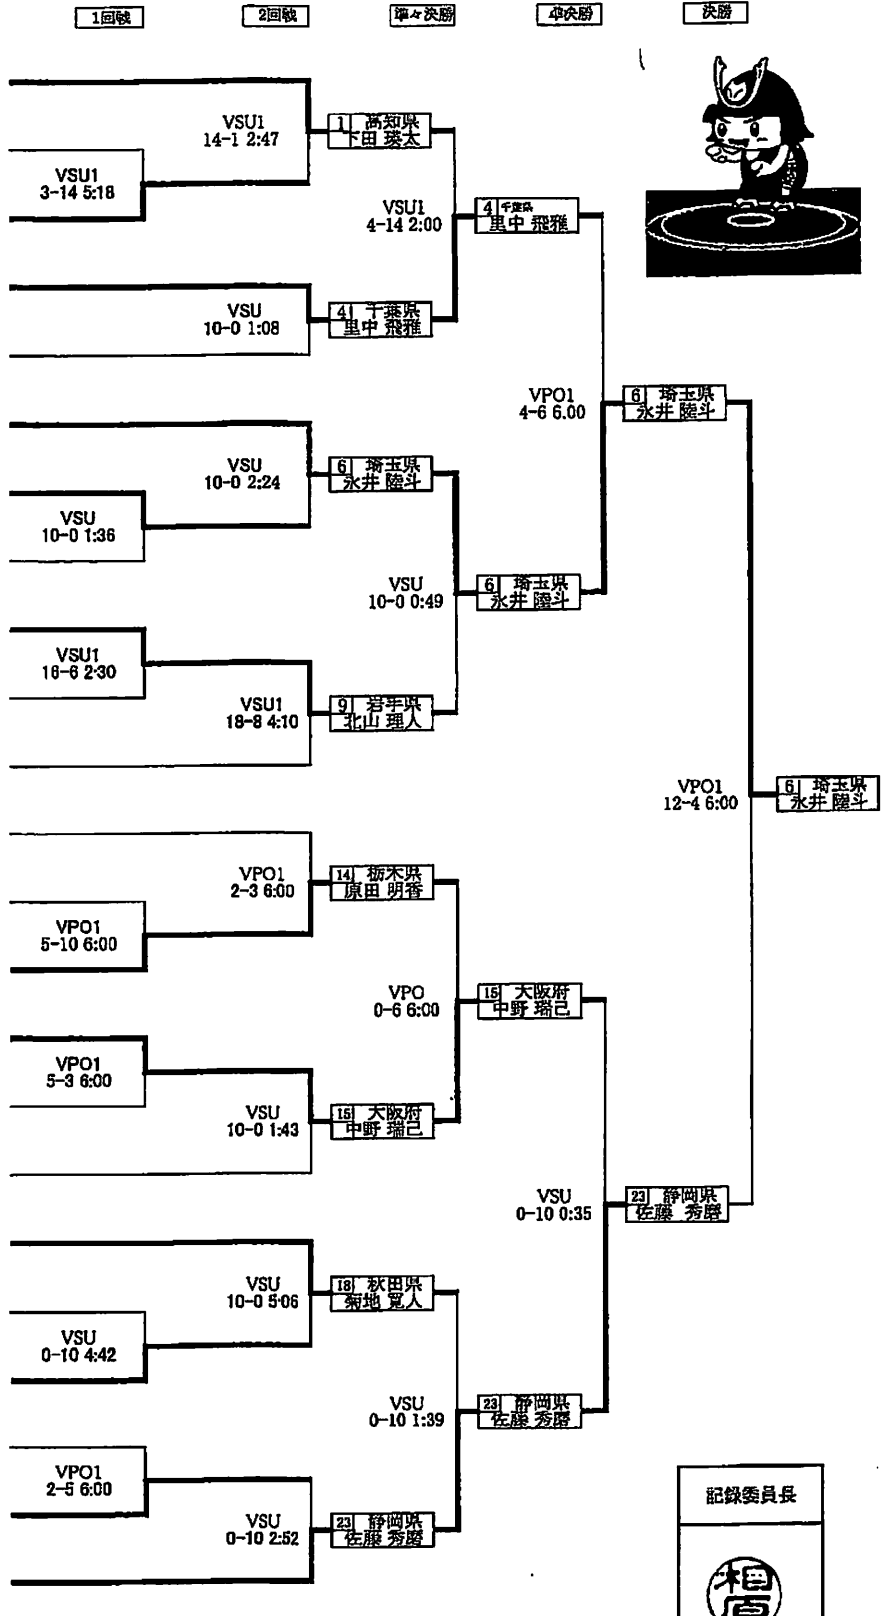 1回戦
2回戦
準々決勝
準決勝
決勝
VSU1
14-1 2:47
1 高知県
下田 瑛太
VSU1
3-14 5:18
VSU1
4-14 2:00
4 千葉県
里中 飛雅
VSU
10-0 1:08
4 千葉県
里中 飛雅
VPO1
4-6 6.00
6 埼玉県
永井 陸斗
VSU
10-0 2:24
6 埼玉県
永井 陸斗
VSU
10-0 1:36
VSU
10-0 0:49
6 埼玉県
永井 陸斗
VSU1
16-6 2:30
VSU1
18-8 4:10
9 岩手県
北山 理人
VPO1
12-4 6:00
6 埼玉県
永井 陸斗
VPO1
2-3 6:00
14 栃木県
原田 明香
VPO1
5-10 6:00
VPO
0-6 6:00
15 大阪府
中野 瑞己
VPO1
5-3 6:00
VSU
10-0 1:43
15 大阪府
中野 瑞己
VSU
0-10 0:35
23 静岡県
佐藤 秀磨
VSU
10-0 5:06
18 秋田県
菊地 寛人
VSU
0-10 4:42
VSU
0-10 1:39
23 静岡県
佐藤 秀磨
VPO1
2-5 6:00
VSU
0-10 2:52
23 静岡県
佐藤 秀磨
記録委員長